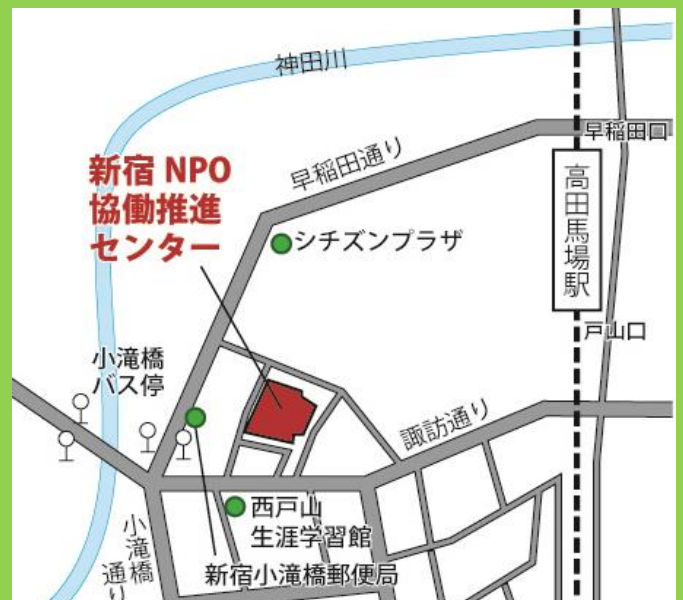 神田川
早稲田口
早稲田通り
新宿 NPO
協働推進
センター
高田馬場駅
シチズンプラザ
戸山口
小滝橋
バス停
諏訪通り
西戸山
生涯学習館
小滝橋
通り
新宿小滝橋郵便局